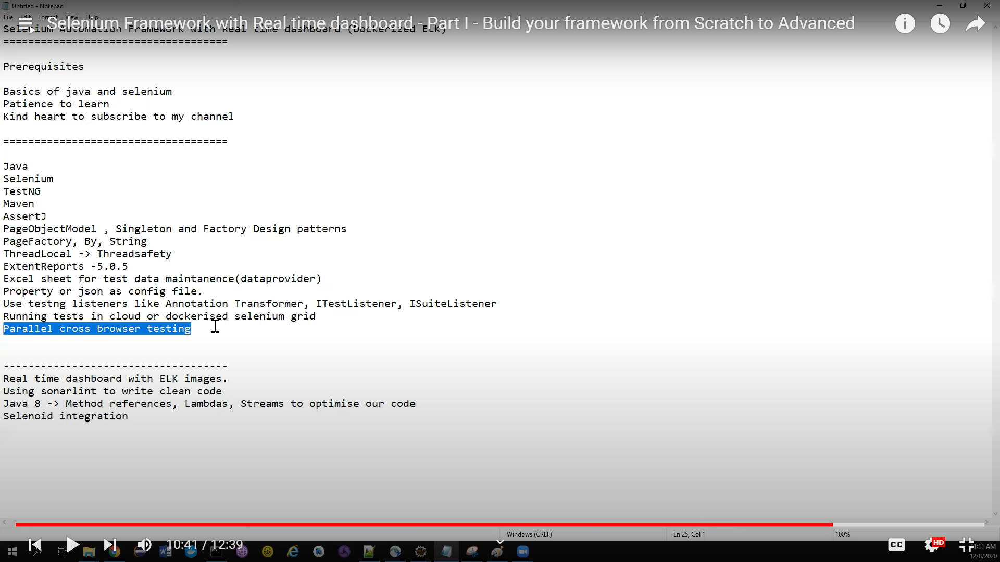 Untitled - Notepad
File Edit Format View Help
Selenium Framework with Real time dashboard - Part I - Build your framework from Scratch to Advanced
Selenium Automation Framework with Real time dashboard (Dockerized ELK)
====================================
Prerequisites
Basics of java and selenium
Patience to learn
Kind heart to subscribe to my channel
====================================
Java
Selenium
TestNG
Maven
AssertJ
PageObjectModel , Singleton and Factory Design patterns
PageFactory, By, String
ThreadLocal -> Threadsafety
ExtentReports -5.0.5
Excel sheet for test data maintanence(dataprovider)
Property or json as config file.
Use testng listeners like Annotation Transformer, ITestListener, ISuiteListener
Running tests in cloud or dockerised selenium grid
Parallel cross browser testing
------------------------------------
Real time dashboard with ELK images.
Using sonarlint to write clean code
Java 8 -> Method references, Lambdas, Streams to optimise our code
Selenoid integration
Windows (CRLF) Ln 25, Col 1 100%
10:41 / 12:39
CC HD
11:11 AM
12/8/2020